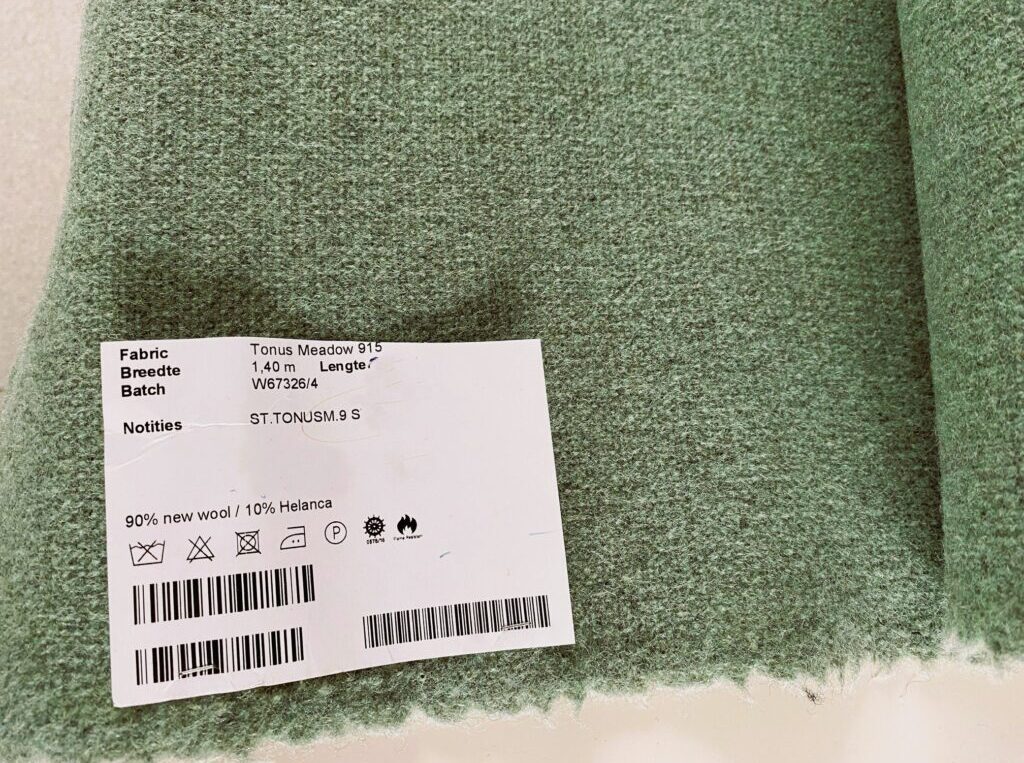 Fabric Tonus Meadow 915
Breedte 1,40 m Lengte:
Batch W67326/4
Notities ST.TONUSM.9 S
90% new wool / 10% Helanca
P